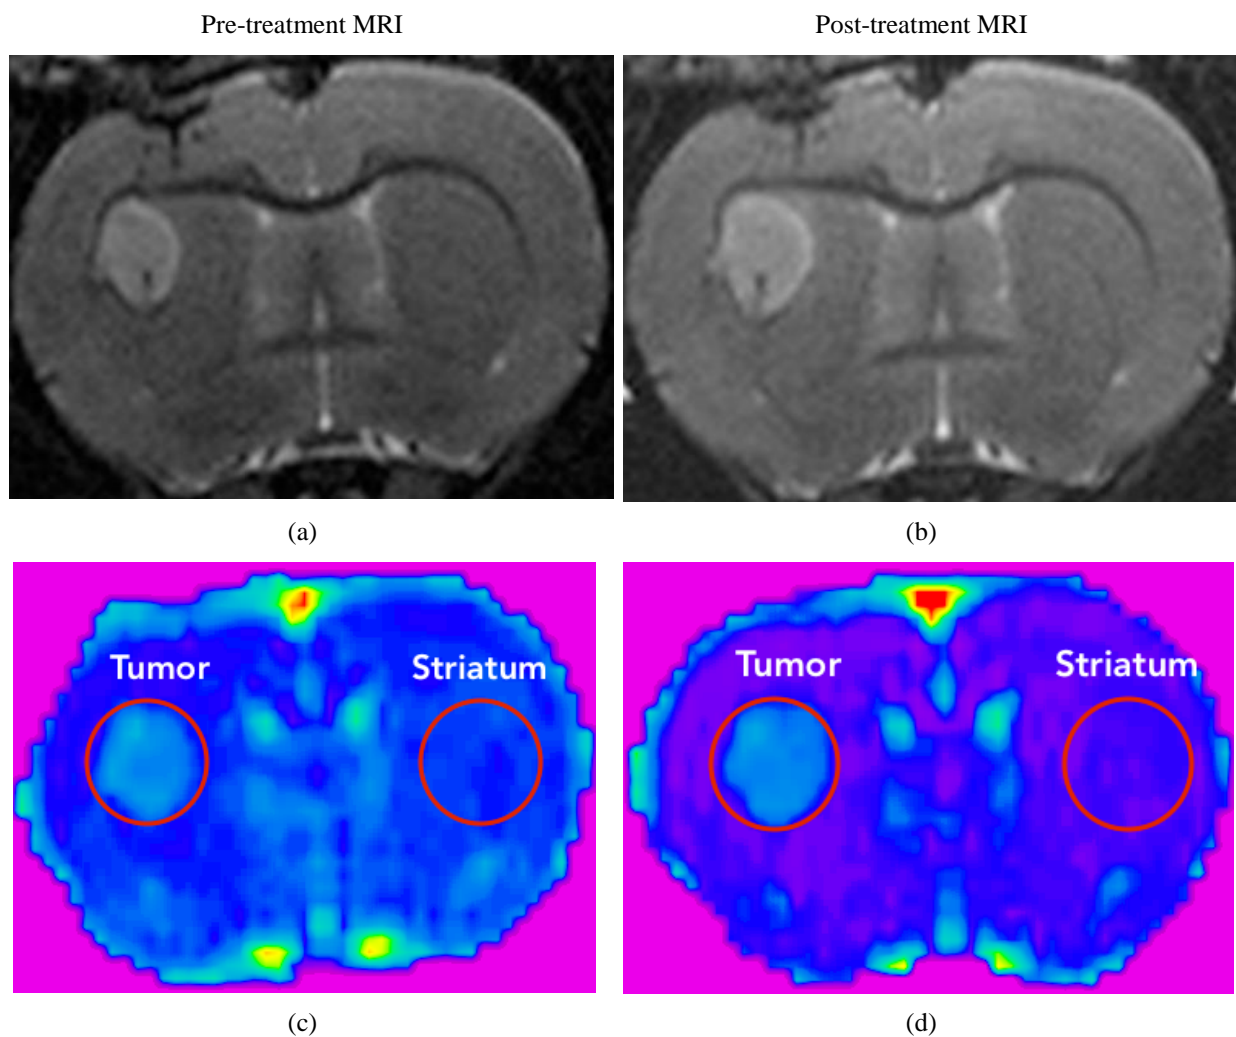 Pre-treatment MRI
Post-treatment MRI
(a)
(b)
Tumor
Striatum
Tumor
Striatum
(c)
(d)